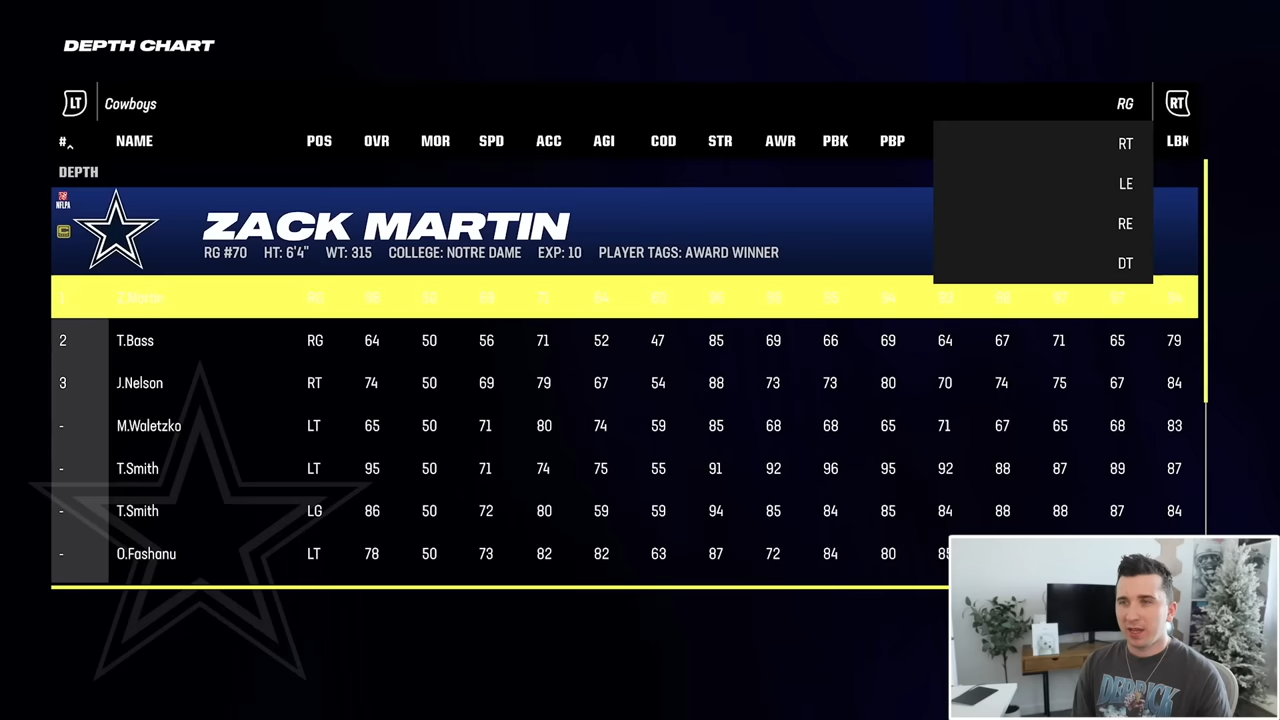 DEPTH CHART
LT Cowboys RG RT
# NAME POS OVR MOR SPD ACC AGI COD STR AWR PBK PBP LBK
RT
LE
RE
DT
DEPTH
NFLPA
C
ZACK MARTIN
RG #70 HT: 6'4" WT: 315 COLLEGE: NOTRE DAME EXP: 10 PLAYER TAGS: AWARD WINNER
1 Z.Martin RG
2 T.Bass RG 64 50 56 71 52 47 85 69 66 69 64 67 71 65 79
3 J.Nelson RT 74 50 69 79 67 54 88 73 73 80 70 74 75 67 84
- M.Waletzko LT 65 50 71 80 74 59 85 68 68 65 71 67 65 68 83
- T.Smith LT 95 50 71 74 75 55 91 92 96 95 92 88 87 89 87
- T.Smith LG 86 50 72 80 59 59 94 85 84 85 84 88 88 87 84
- O.Fashanu LT 78 50 73 82 82 63 87 72 84 80